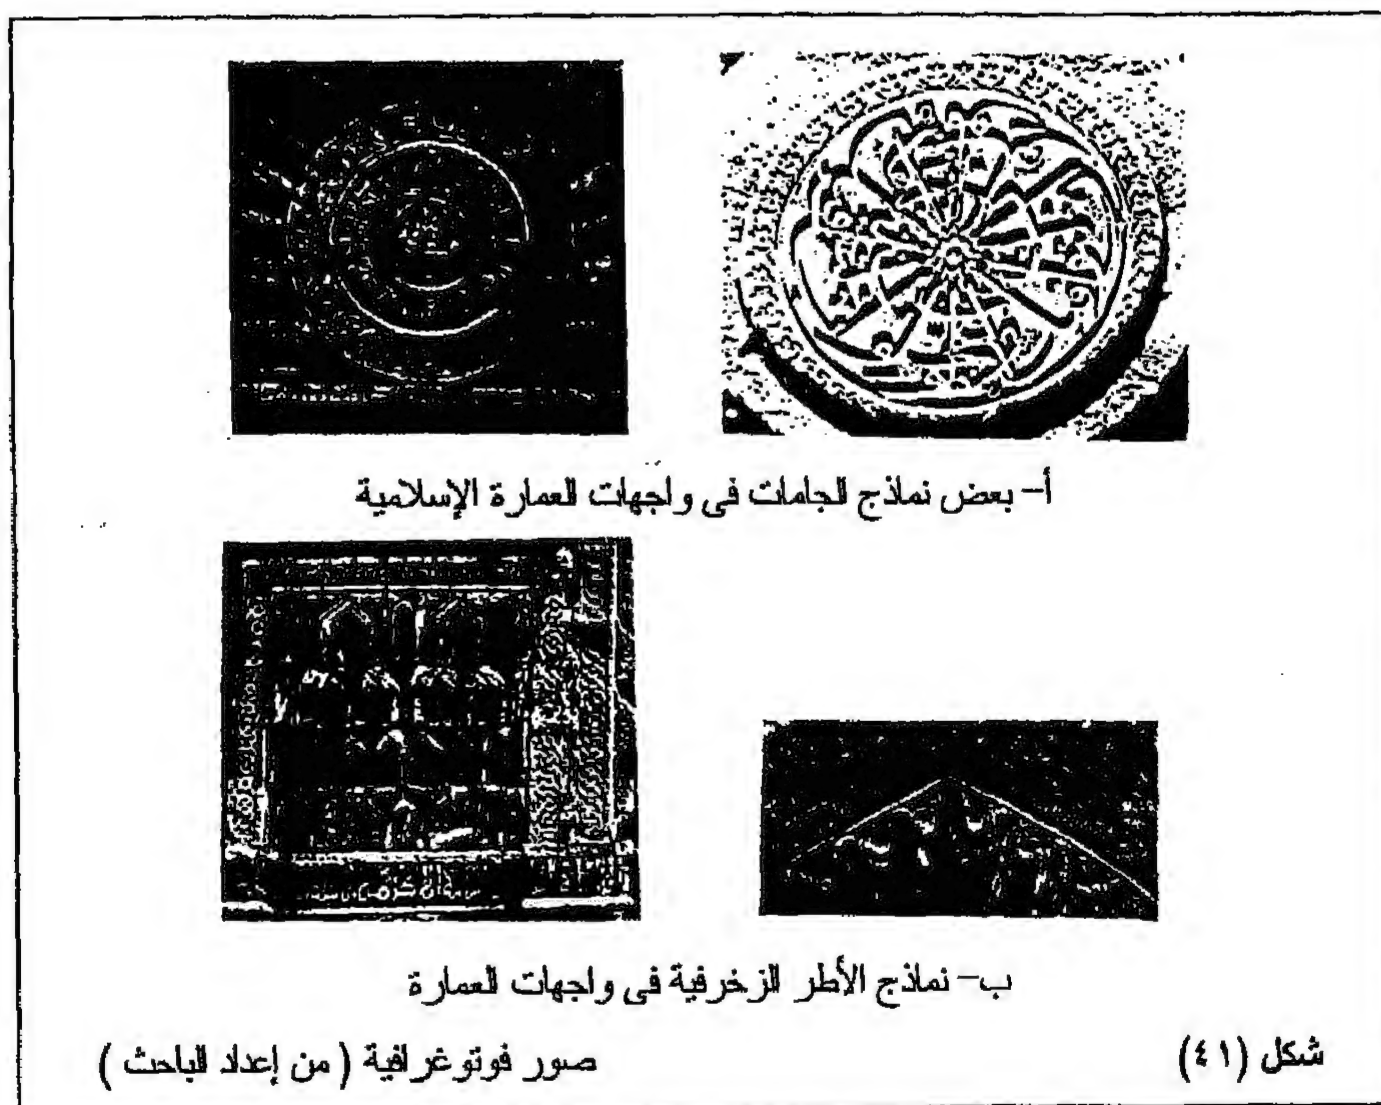 أ– بعض نماذج الجامات فى واجهات العمارة الإسلامية
ب– نماذج الأطر الزخرفية فى واجهات العمارة
شكل (٤١)
صور فوتوغرافية ( من إعداد الباحث )